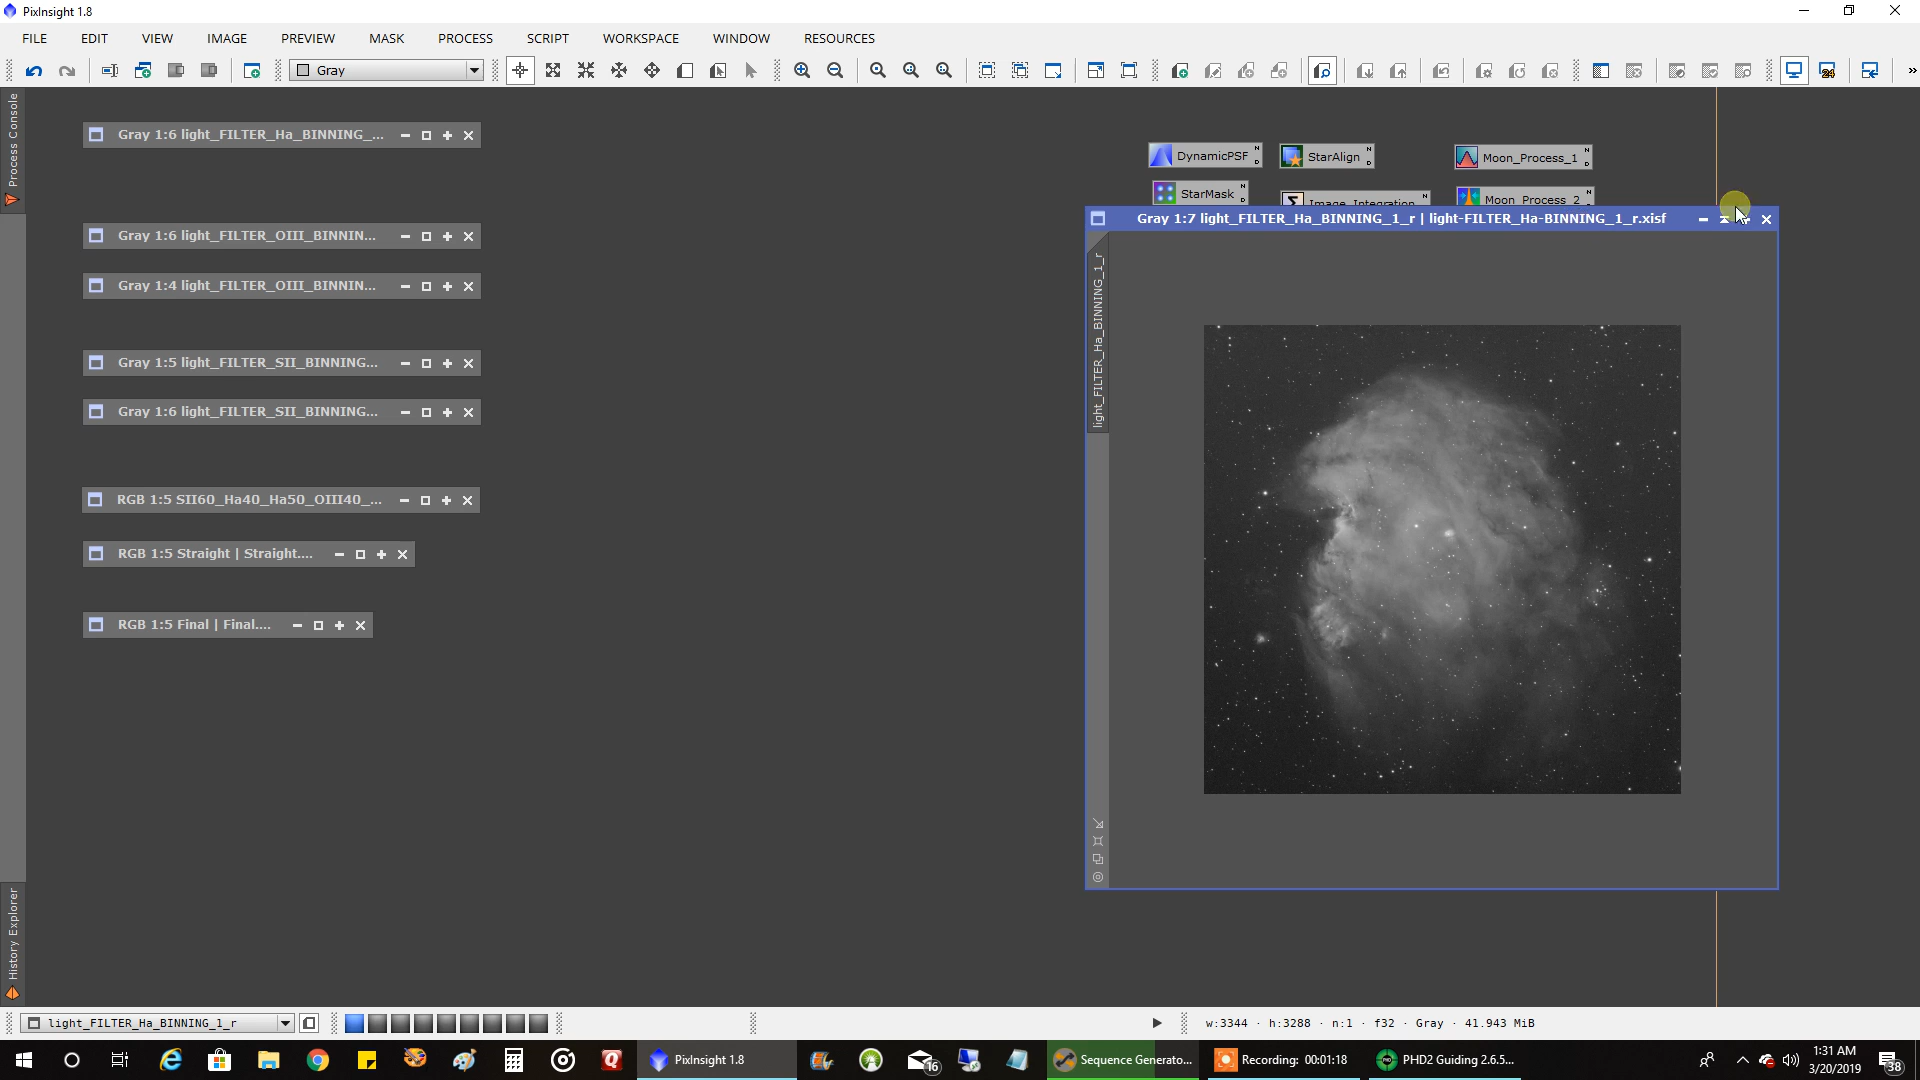 PixInsight 1.8
FILE EDIT VIEW IMAGE PREVIEW MASK PROCESS SCRIPT WORKSPACE WINDOW RESOURCES
Gray
24
Process Console
Gray 1:6 light_FILTER_Ha_BINNING_...
Gray 1:6 light_FILTER_OIII_BINNIN...
Gray 1:4 light_FILTER_OIII_BINNIN...
Gray 1:5 light_FILTER_SII_BINNING...
Gray 1:6 light_FILTER_SII_BINNING...
RGB 1:5 SII60_Ha40_Ha50_OIII40_...
RGB 1:5 Straight | Straight....
RGB 1:5 Final | Final....
DynamicPSF N D
StarAlign N D
Moon_Process_1 N D
StarMask N D
Image_Integration N
Moon_Process_2 N
Gray 1:7 light_FILTER_Ha_BINNING_1_r | light-FILTER_Ha-BINNING_1_r.xisf
light_FILTER_Ha_BINNING_1_r
History Explorer
light_FILTER_Ha_BINNING_1_r
w:3344 · h:3288 · n:1 · f32 · Gray · 41.943 MiB
PixInsight 1.8
16
Sequence Generato...
Recording: 00:01:18
PHD2 Guiding 2.6.5...
1:31 AM
3/20/2019
38